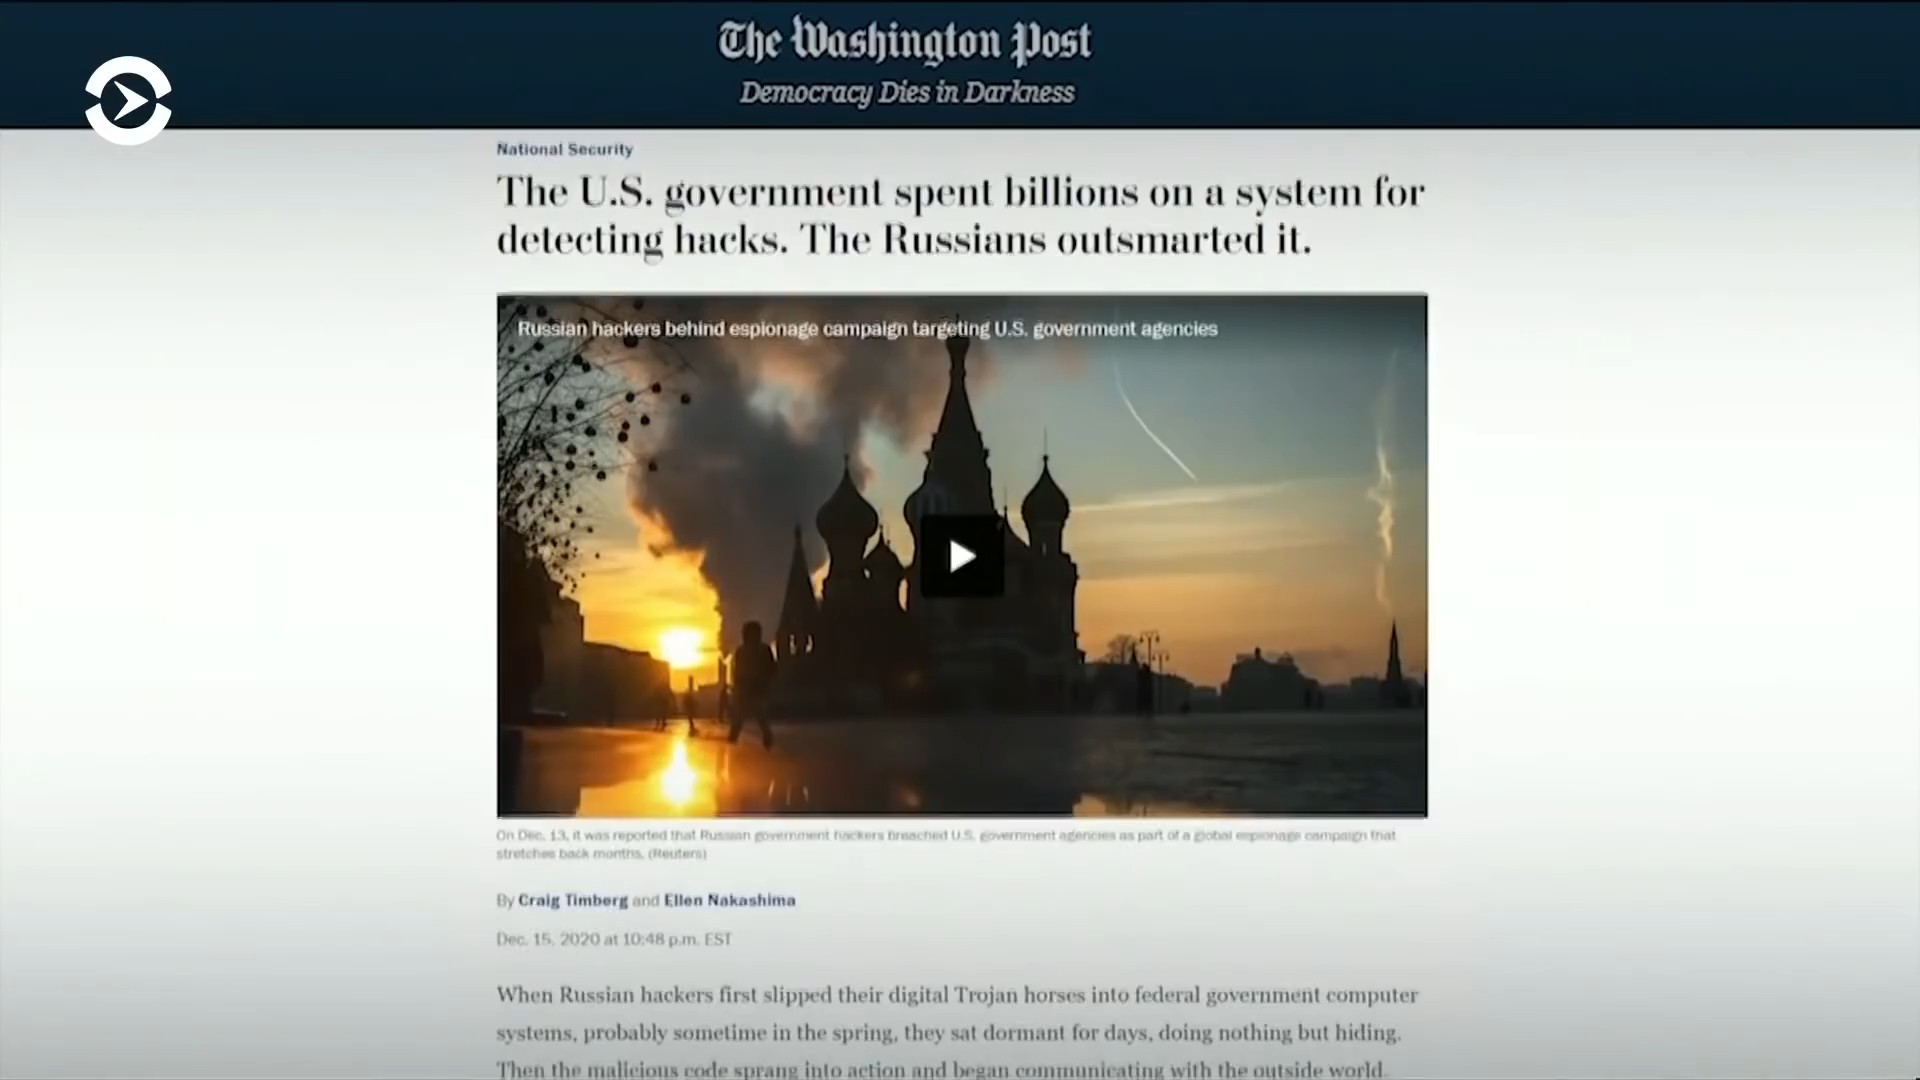 The Washington Post
Democracy Dies in Darkness
National Security
The U.S. government spent billions on a system for
detecting hacks. The Russians outsmarted it.
Russian hackers behind espionage campaign targeting U.S. government agencies
On Dec. 13, it was reported that Russian government hackers breached U.S. government agencies as part of a global espionage campaign that
stretches back months. (Reuters)
By Craig Timberg and Ellen Nakashima
Dec. 15, 2020 at 10:48 p.m. EST
When Russian hackers first slipped their digital Trojan horses into federal government computer
systems, probably sometime in the spring, they sat dormant for days, doing nothing but hiding.
Then the malicious code sprang into action and began communicating with the outside world.